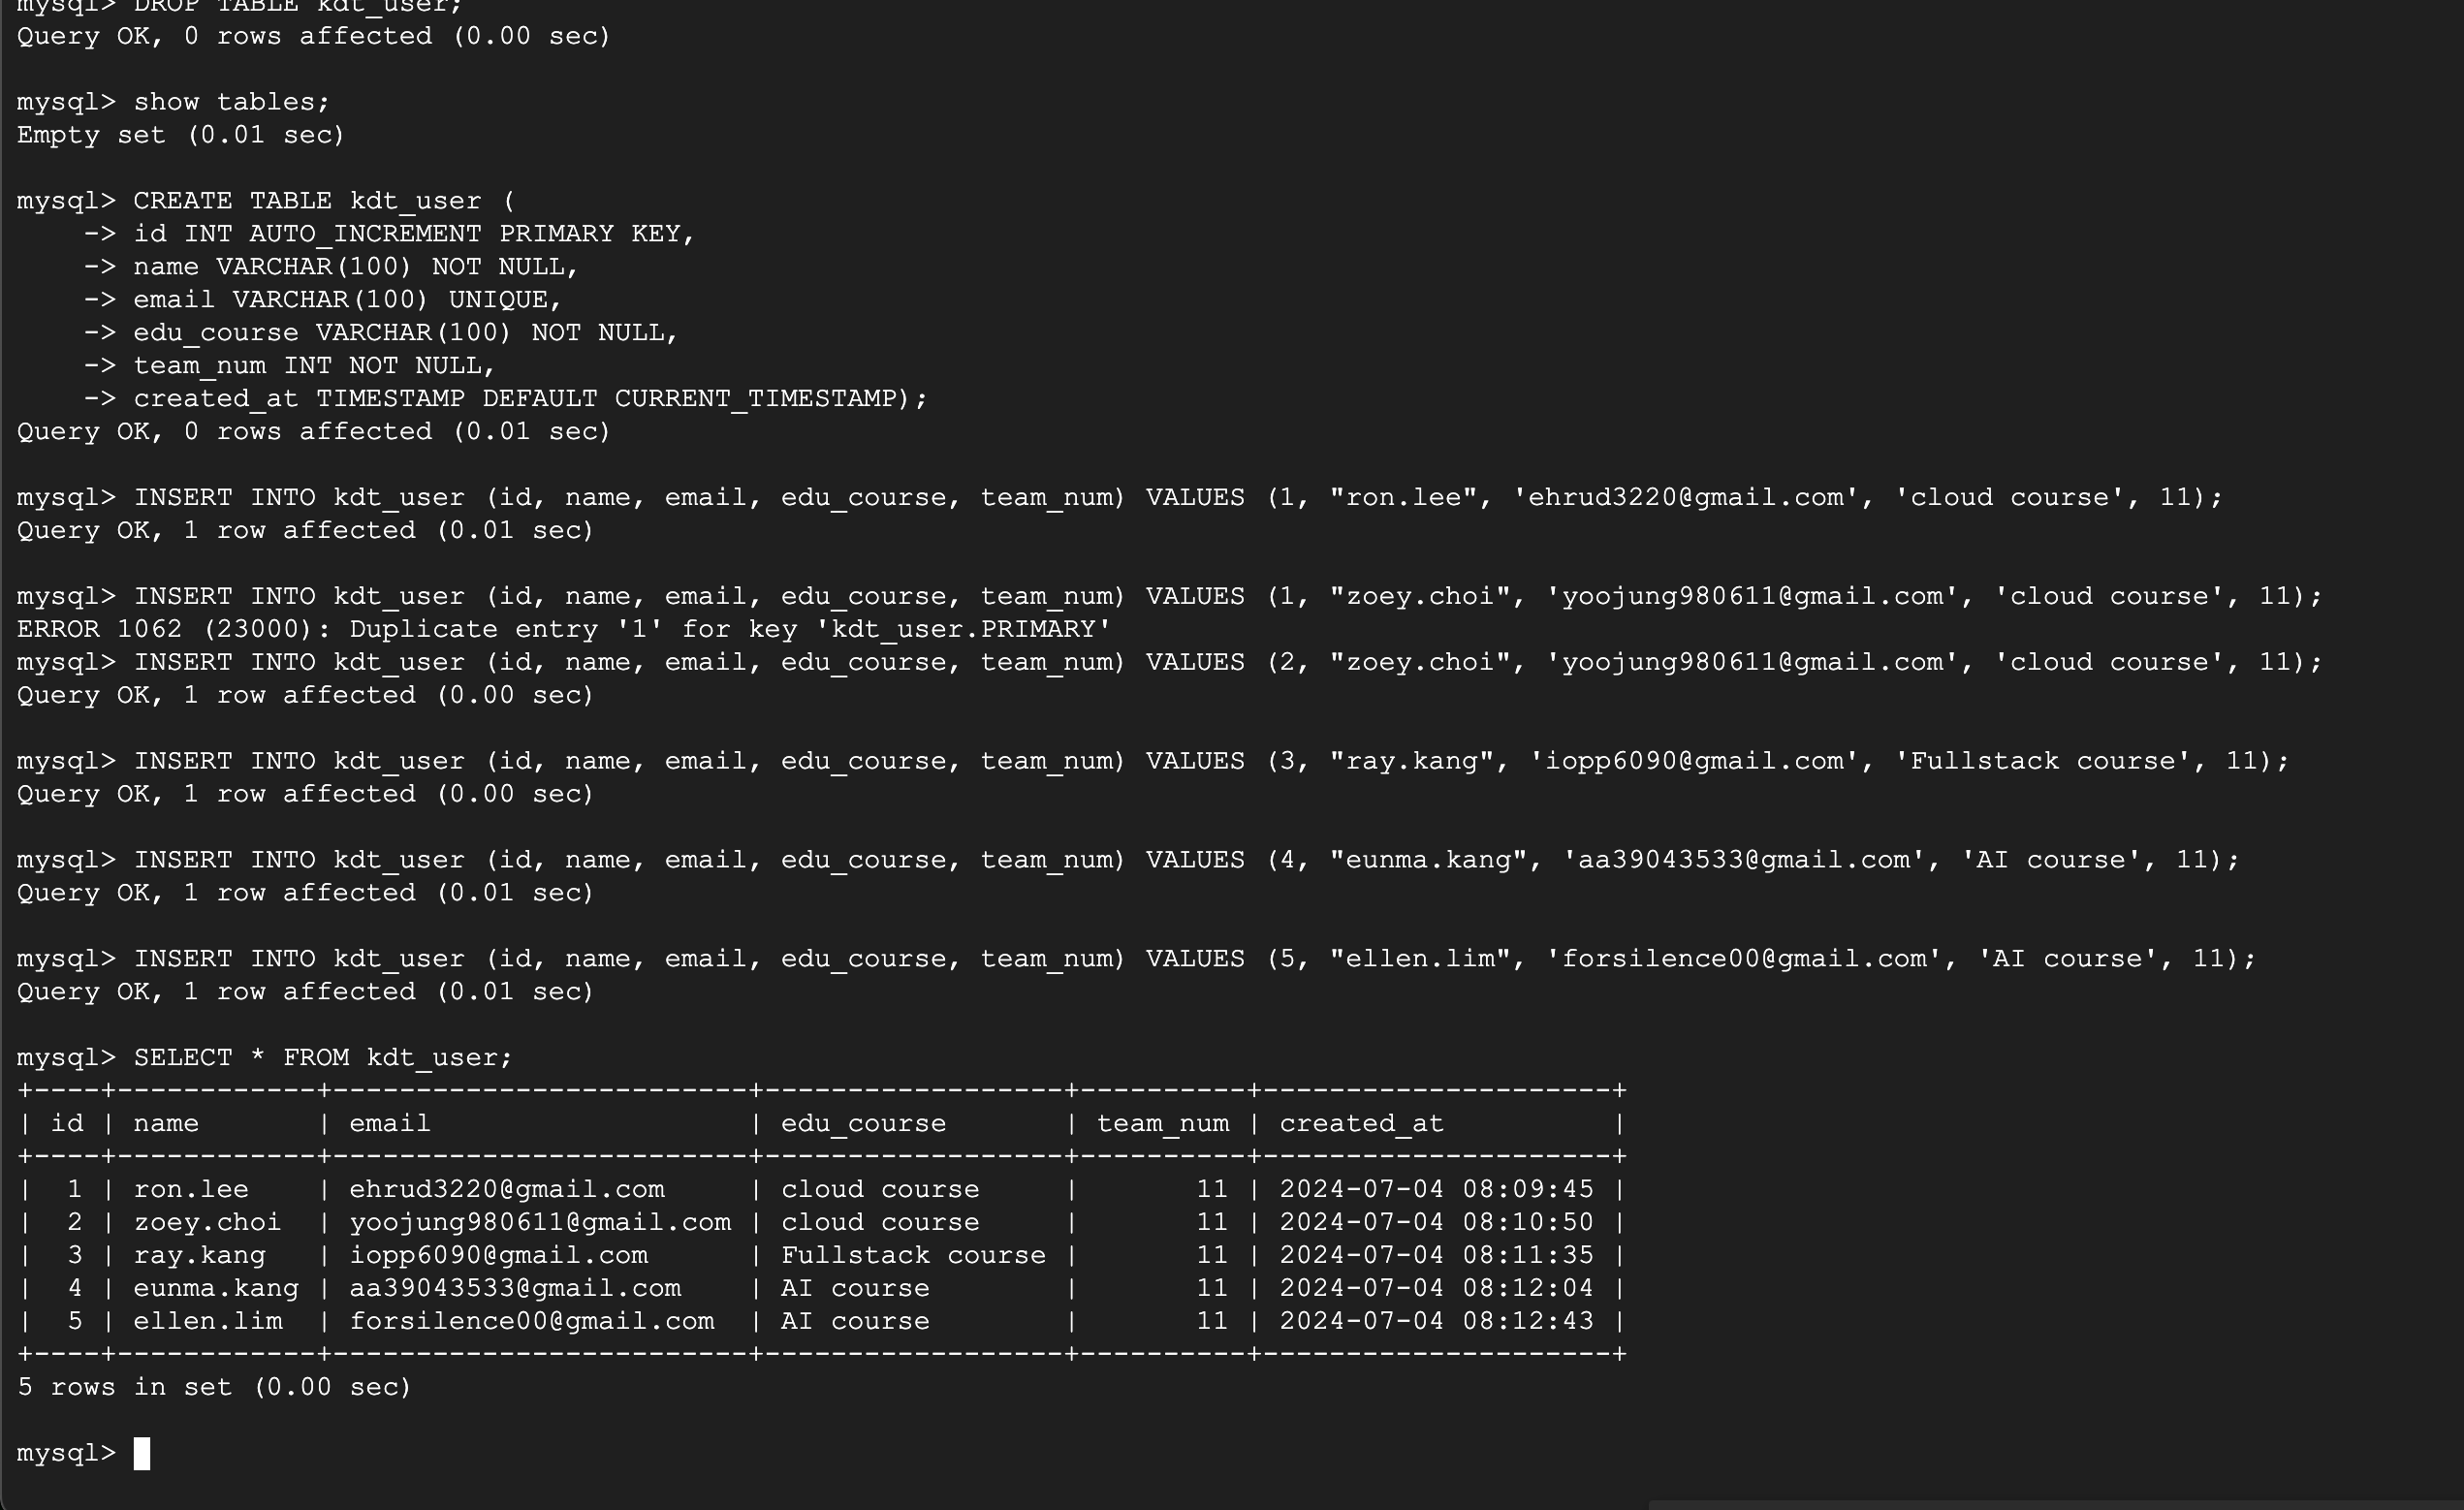 mysql> DROP TABLE kdt_user;
Query OK, 0 rows affected (0.00 sec)
mysql> show tables;
Empty set (0.01 sec)
mysql> CREATE TABLE kdt_user (
    -> id INT AUTO_INCREMENT PRIMARY KEY,
    -> name VARCHAR(100) NOT NULL,
    -> email VARCHAR(100) UNIQUE,
    -> edu_course VARCHAR(100) NOT NULL,
    -> team_num INT NOT NULL,
    -> created_at TIMESTAMP DEFAULT CURRENT_TIMESTAMP);
Query OK, 0 rows affected (0.01 sec)
mysql> INSERT INTO kdt_user (id, name, email, edu_course, team_num) VALUES (1, "ron.lee", 'ehrud3220@gmail.com', 'cloud course', 11);
Query OK, 1 row affected (0.01 sec)
mysql> INSERT INTO kdt_user (id, name, email, edu_course, team_num) VALUES (1, "zoey.choi", 'yoojung980611@gmail.com', 'cloud course', 11);
ERROR 1062 (23000): Duplicate entry '1' for key 'kdt_user.PRIMARY'
mysql> INSERT INTO kdt_user (id, name, email, edu_course, team_num) VALUES (2, "zoey.choi", 'yoojung980611@gmail.com', 'cloud course', 11);
Query OK, 1 row affected (0.00 sec)
mysql> INSERT INTO kdt_user (id, name, email, edu_course, team_num) VALUES (3, "ray.kang", 'iopp6090@gmail.com', 'Fullstack course', 11);
Query OK, 1 row affected (0.00 sec)
mysql> INSERT INTO kdt_user (id, name, email, edu_course, team_num) VALUES (4, "eunma.kang", 'aa39043533@gmail.com', 'AI course', 11);
Query OK, 1 row affected (0.01 sec)
mysql> INSERT INTO kdt_user (id, name, email, edu_course, team_num) VALUES (5, "ellen.lim", 'forsilence00@gmail.com', 'AI course', 11);
Query OK, 1 row affected (0.01 sec)
mysql> SELECT * FROM kdt_user;
+----+------------+-------------------------+------------------+----------+---------------------+
| id | name       | email                   | edu_course       | team_num | created_at          |
+----+------------+-------------------------+------------------+----------+---------------------+
|  1 | ron.lee    | ehrud3220@gmail.com     | cloud course     |       11 | 2024-07-04 08:09:45 |
|  2 | zoey.choi  | yoojung980611@gmail.com | cloud course     |       11 | 2024-07-04 08:10:50 |
|  3 | ray.kang   | iopp6090@gmail.com      | Fullstack course |       11 | 2024-07-04 08:11:35 |
|  4 | eunma.kang | aa39043533@gmail.com    | AI course        |       11 | 2024-07-04 08:12:04 |
|  5 | ellen.lim  | forsilence00@gmail.com  | AI course        |       11 | 2024-07-04 08:12:43 |
+----+------------+-------------------------+------------------+----------+---------------------+
5 rows in set (0.00 sec)
mysql>